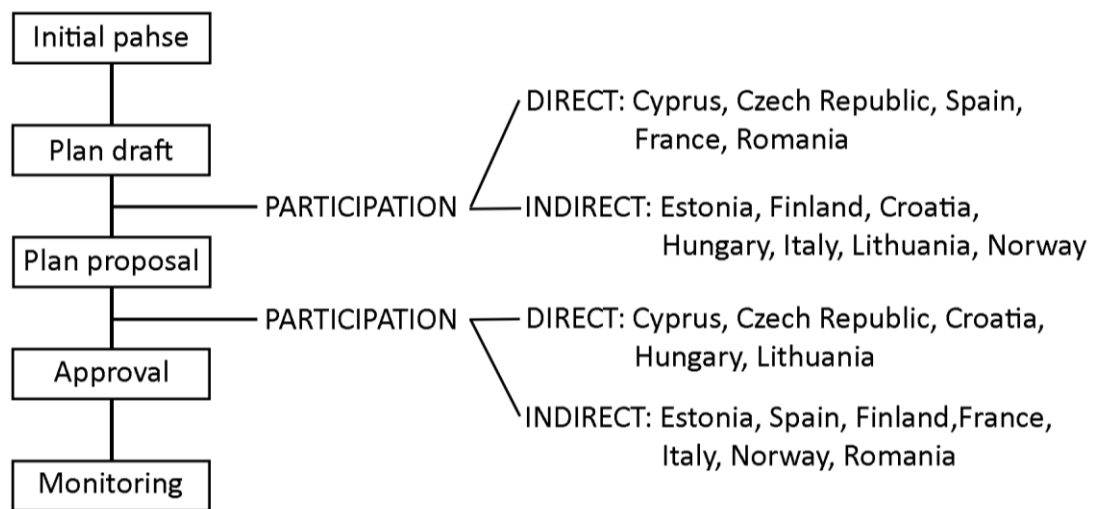 Initial pahse
Plan draft
PARTICIPATION
DIRECT: Cyprus, Czech Republic, Spain,
France, Romania
INDIRECT: Estonia, Finland, Croatia,
Hungary, Italy, Lithuania, Norway
Plan proposal
PARTICIPATION
DIRECT: Cyprus, Czech Republic, Croatia,
Hungary, Lithuania
INDIRECT: Estonia, Spain, Finland,France,
Italy, Norway, Romania
Approval
Monitoring